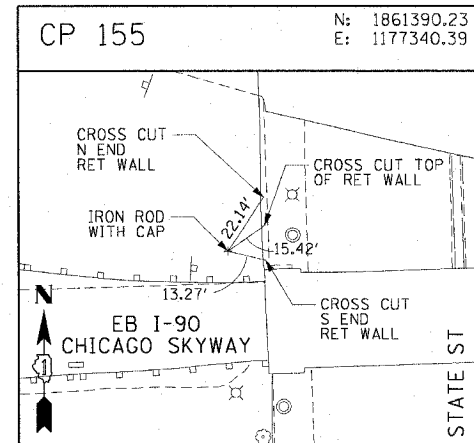 CP 155
N: 1861390.23
E: 1177340.39
CROSS CUT
N END
RET WALL
CROSS CUT TOP
OF RET WALL
IRON ROD
WITH CAP
22.14'
15.42'
13.27'
CROSS CUT
S END
RET WALL
N
1
EB I-90
CHICAGO SKYWAY
STATE ST